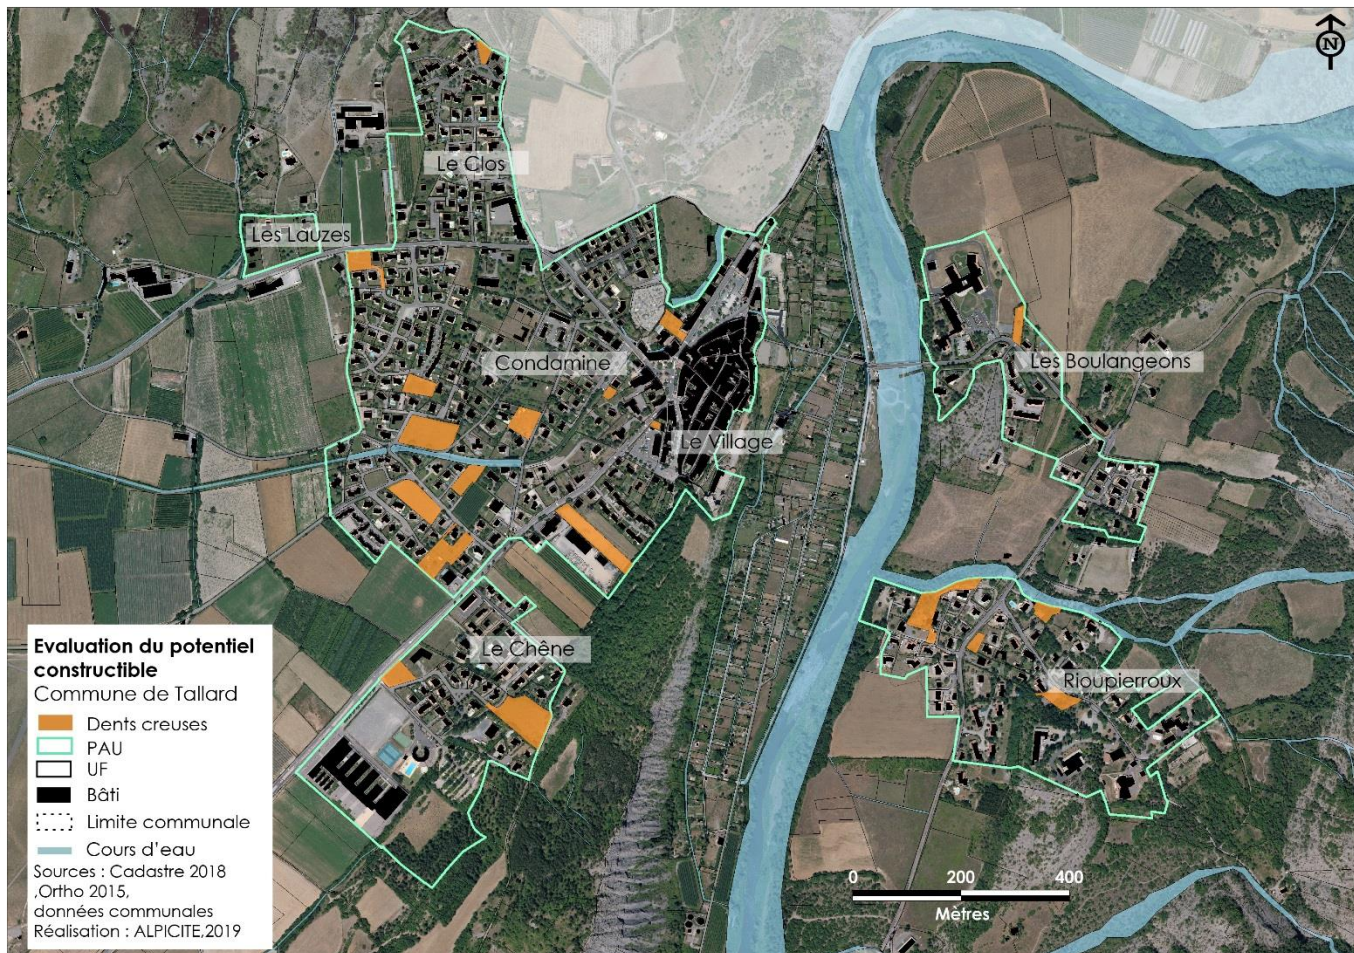 N
Le Clos
Les Lauzes
Condamine
Les Boulangeons
Le Village
Le Chêne
Rioupierroux
Evaluation du potentiel
constructible
Commune de Tallard
Dents creuses
PAU
UF
Bâti
Limite communale
Cours d'eau
Sources : Cadastre 2018
,Ortho 2015,
données communales
Réalisation : ALPICITE,2019
0 200 400
Mètres